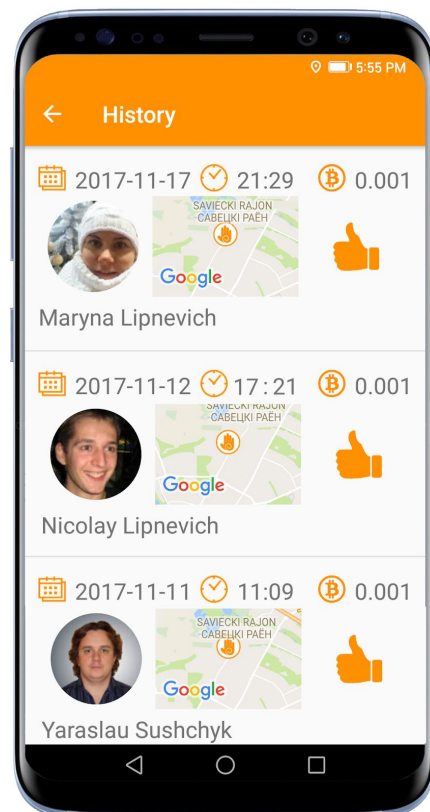 5:55 PM
History
2017-11-17 21:29 0.001
SAVIECKI RAJON
САВЕЦКІ РАЁН
Google
Maryna Lipnevich
2017-11-12 17:21 0.001
SAVIECKI RAJON
САВЕЦКІ РАЁН
Google
Nicolay Lipnevich
2017-11-11 11:09 0.001
SAVIECKI RAJON
САВЕЦКІ РАЁН
Google
Yaraslau Sushchyk